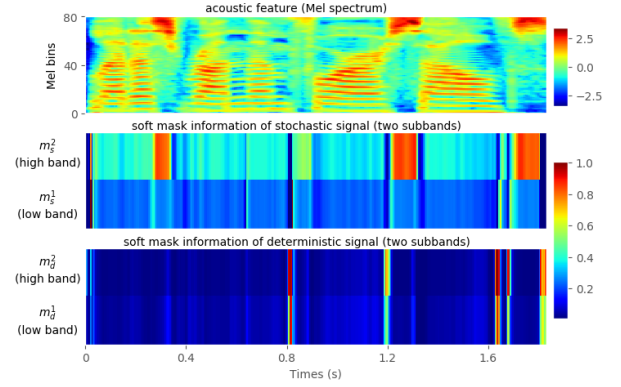 acoustic feature (Mel spectrum)
80
40
0
Mel bins
2.5
0.0
−2.5
soft mask information of stochastic signal (two subbands)
m_s^2
(high band)
m_s^1
(low band)
1.0
0.8
0.6
0.4
0.2
soft mask information of deterministic signal (two subbands)
m_d^2
(high band)
m_d^1
(low band)
0 0.4 0.8 1.2 1.6
Times (s)